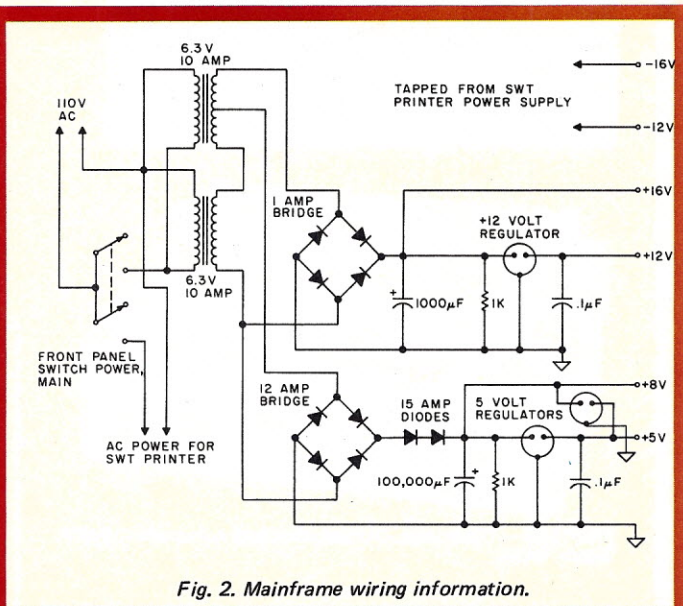 6.3V
10 AMP
110V
AC
TAPPED FROM SWT
PRINTER POWER SUPPLY
-16V
-12V
+16V
1 AMP
BRIDGE
+12 VOLT
REGULATOR
+12V
+
1000µF
1K
.1µF
6.3V
10 AMP
FRONT PANEL
SWITCH POWER,
MAIN
AC POWER FOR
SWT PRINTER
12 AMP
BRIDGE
15 AMP
DIODES
5 VOLT
REGULATORS
+8V
+5V
100,000µF
+
1K
.1µF
Fig. 2. Mainframe wiring information.